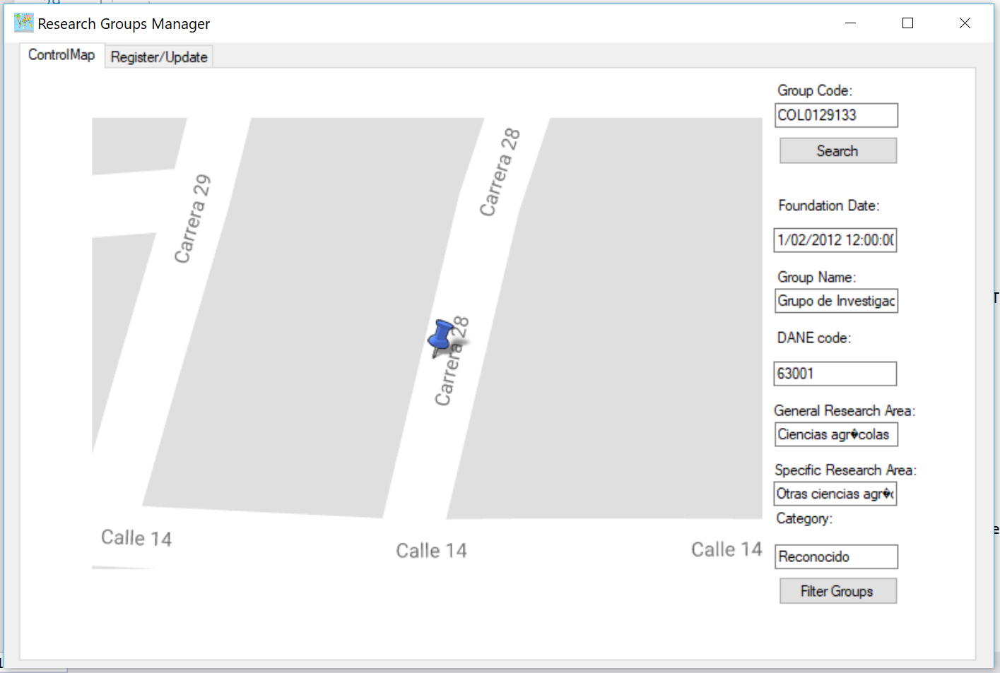 Research Groups Manager
ControlMap
Register/Update
Carrera 29
Carrera 28
Carrera 28
Calle 14
Calle 14
Calle 14
Group Code:
COL0129133
Search
Foundation Date:
1/02/2012 12:00:0
Group Name:
Grupo de Investigac
DANE code:
63001
General Research Area:
Ciencias agr�colas
Specific Research Area:
Otras ciencias agr�
Category:
Reconocido
Filter Groups